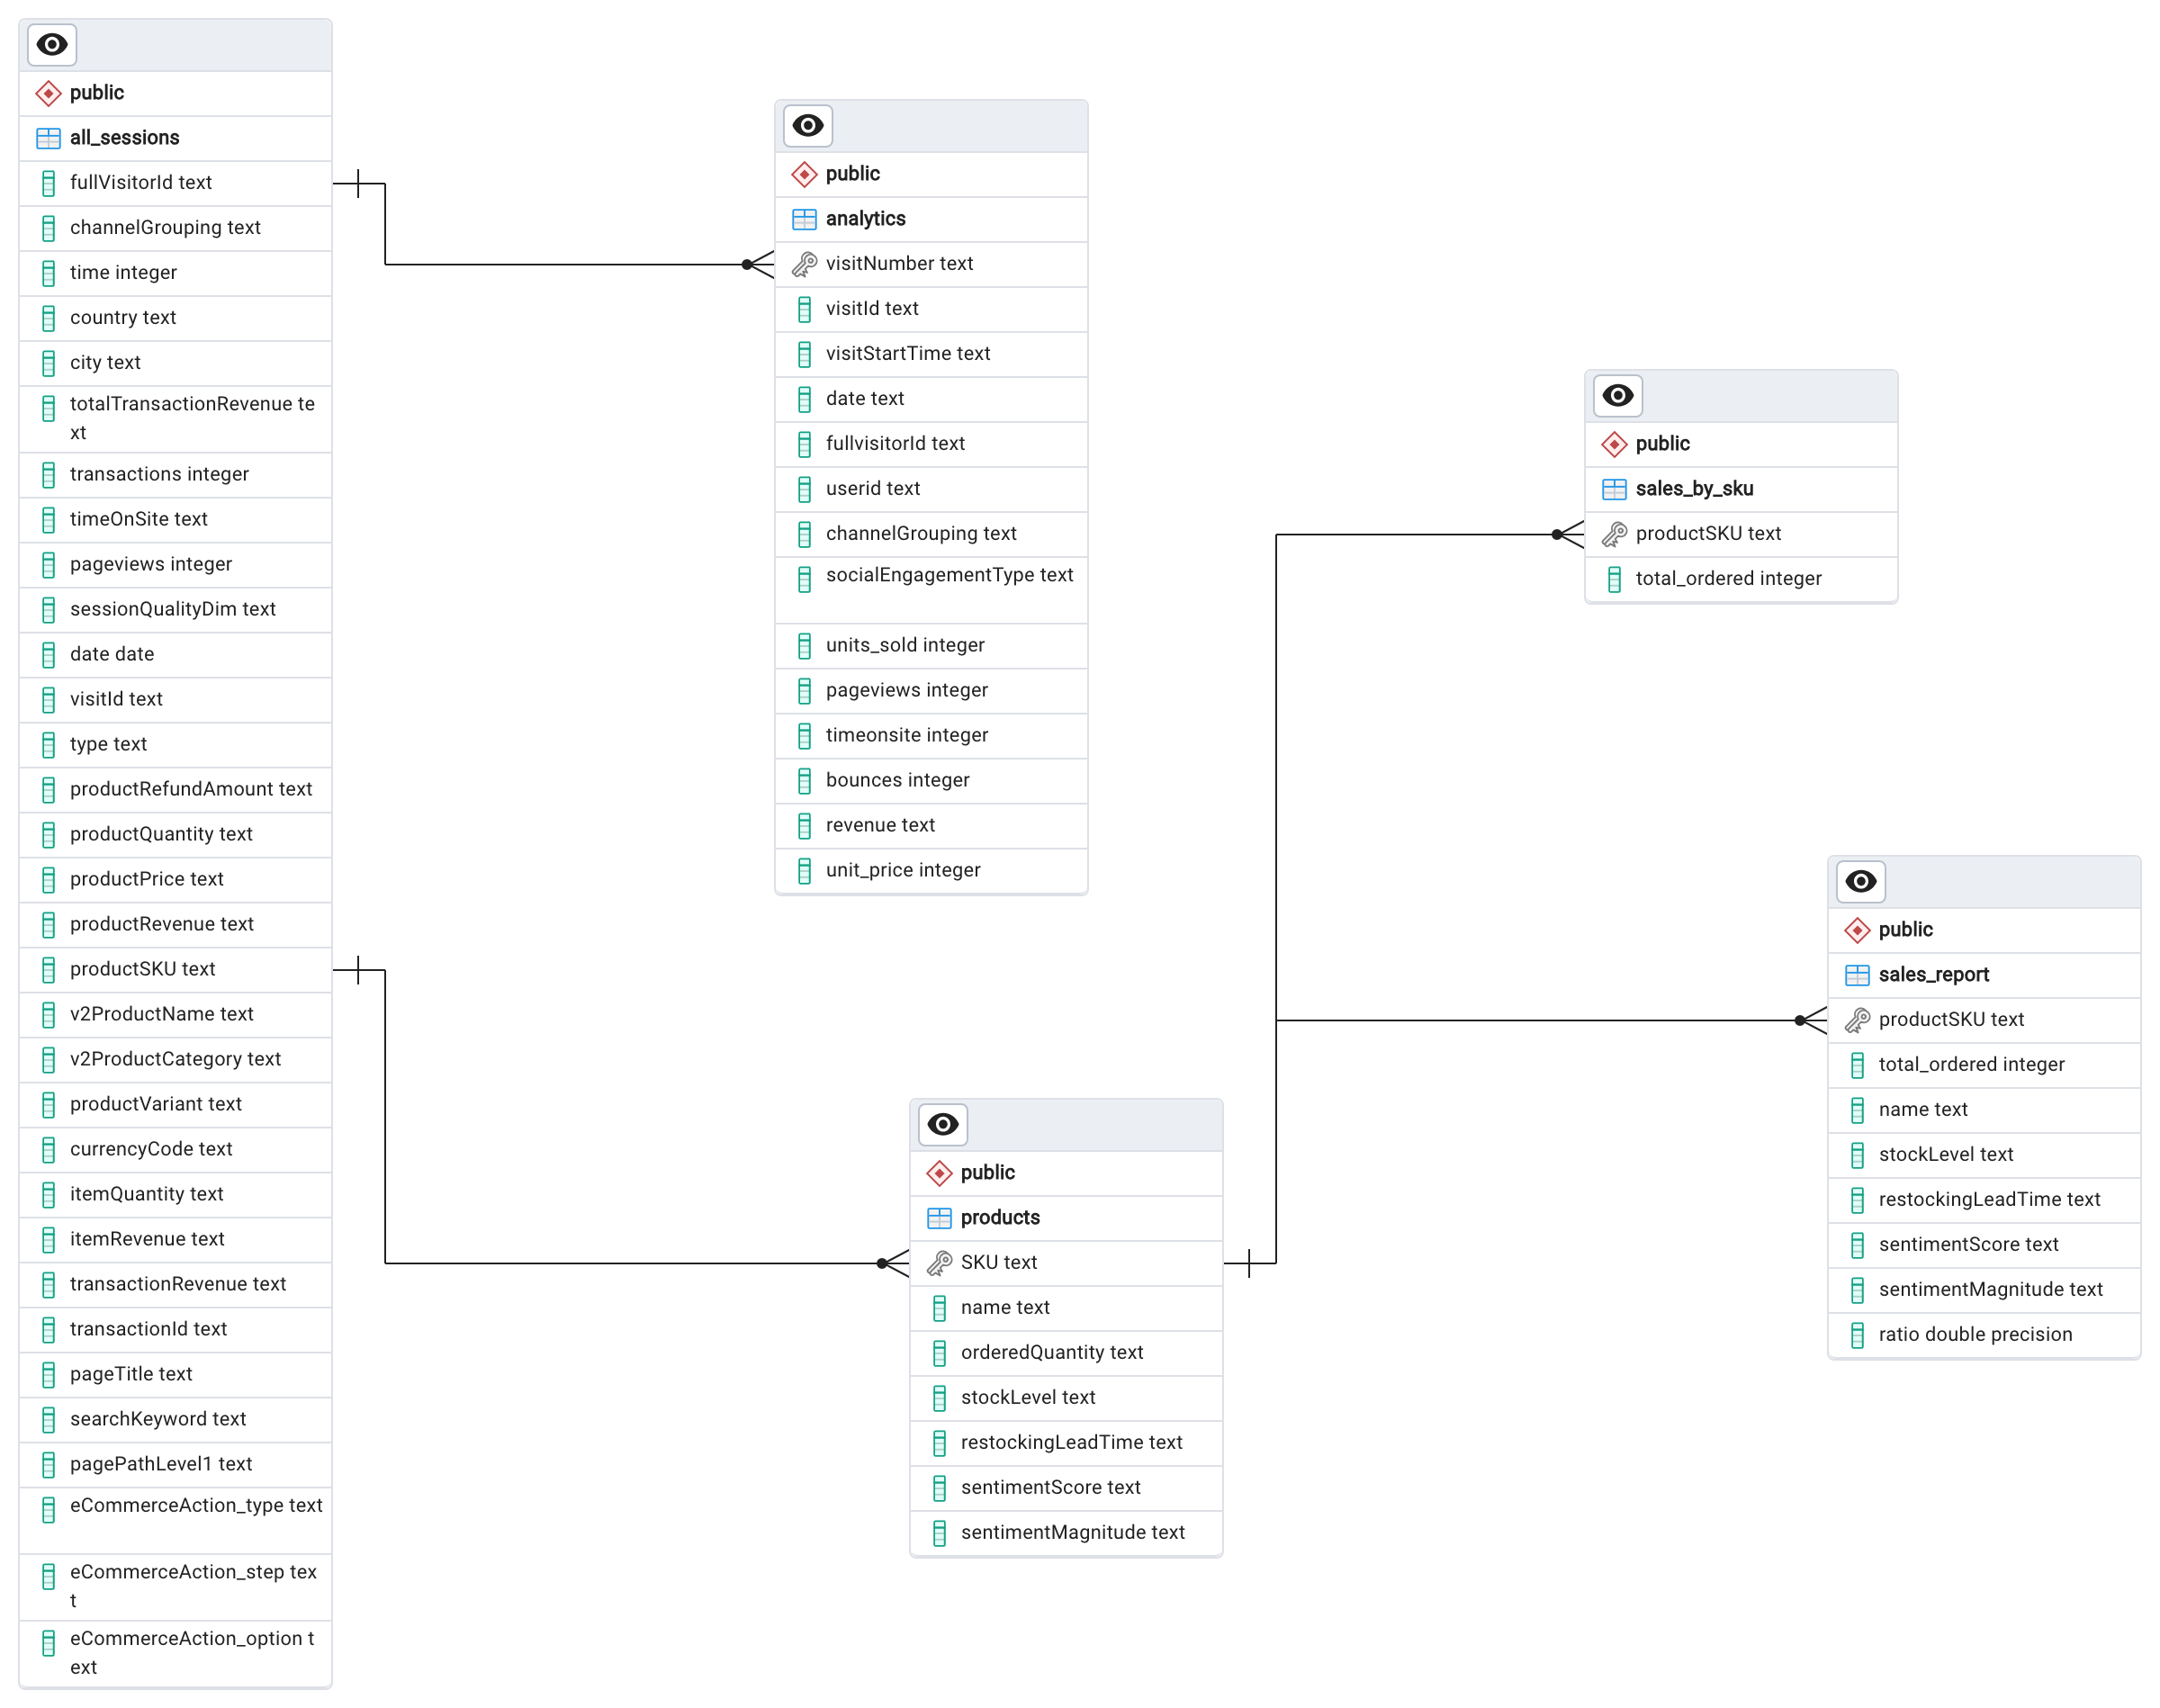 public
all_sessions
fullVisitorId text
channelGrouping text
time integer
country text
city text
totalTransactionRevenue te
xt
transactions integer
timeOnSite text
pageviews integer
sessionQualityDim text
date date
visitId text
type text
productRefundAmount text
productQuantity text
productPrice text
productRevenue text
productSKU text
v2ProductName text
v2ProductCategory text
productVariant text
currencyCode text
itemQuantity text
itemRevenue text
transactionRevenue text
transactionId text
pageTitle text
searchKeyword text
pagePathLevel1 text
eCommerceAction_type text
eCommerceAction_step tex
t
eCommerceAction_option t
ext
public
analytics
visitNumber text
visitId text
visitStartTime text
date text
fullvisitorId text
userid text
channelGrouping text
socialEngagementType text
units_sold integer
pageviews integer
timeonsite integer
bounces integer
revenue text
unit_price integer
public
products
SKU text
name text
orderedQuantity text
stockLevel text
restockingLeadTime text
sentimentScore text
sentimentMagnitude text
public
sales_by_sku
productSKU text
total_ordered integer
public
sales_report
productSKU text
total_ordered integer
name text
stockLevel text
restockingLeadTime text
sentimentScore text
sentimentMagnitude text
ratio double precision